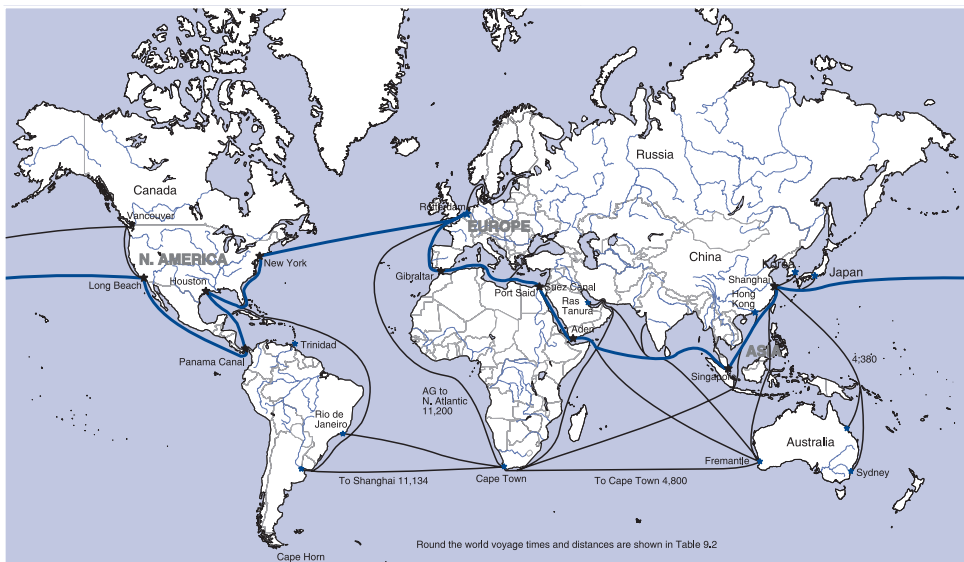 Russia
Canada
Vancouver
Rotterdam
EUROPE
N. AMERICA
New York
China
Korea
Japan
Shanghai
Gibraltar
Long Beach
Houston
Port Said
Suez Canal
Ras
Tanura
Hong
Kong
Aden
Trinidad
ASIA
4,380
Panama Canal
Singapore
AG to
N. Atlantic
11,200
Rio de
Janeiro
Australia
Fremantle
Sydney
To Shanghai 11,134
Cape Town
To Cape Town 4,800
Round the world voyage times and distances are shown in Table 9.2
Cape Horn